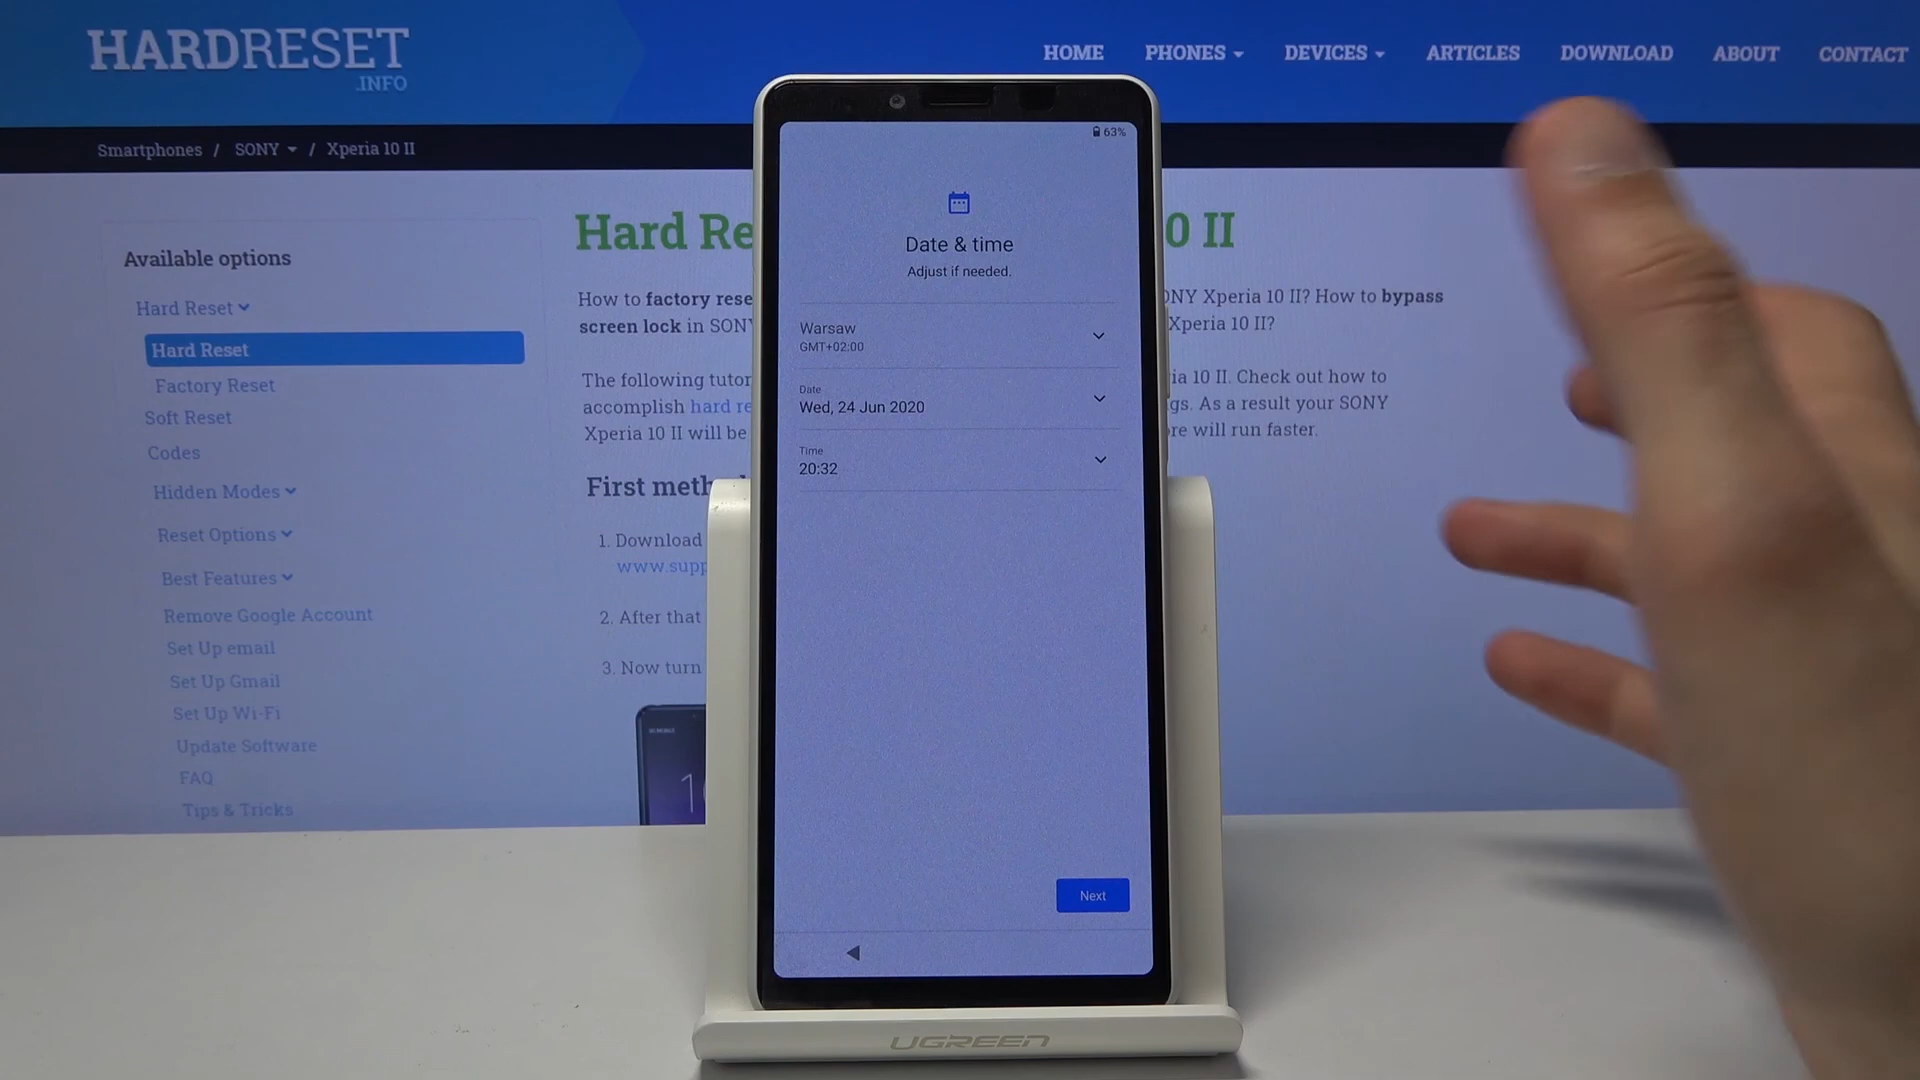 HARDRESET
.INFO
HOME PHONES DEVICES ARTICLES DOWNLOAD ABOUT CONTACT
Smartphones / SONY / Xperia 10 II
Available options
Hard Reset
Hard Reset
Factory Reset
Soft Reset
Codes
Hidden Modes
Reset Options
Best Features
Remove Google Account
Set Up email
Set Up Gmail
Set Up Wi-Fi
Update Software
FAQ
Tips & Tricks
Hard Re
0 II
How to factory rese
NY Xperia 10 II? How to bypass
screen lock in SONY
Xperia 10 II?
The following tutor
ia 10 II. Check out how to
accomplish hard re
gs. As a result your SONY
Xperia 10 II will be
re will run faster.
First meth
1. Download
www.supp
2. After that
3. Now turn
63%
Date & time
Adjust if needed.
Warsaw
GMT+02:00
Date
Wed, 24 Jun 2020
Time
20:32
Next
UGREEN